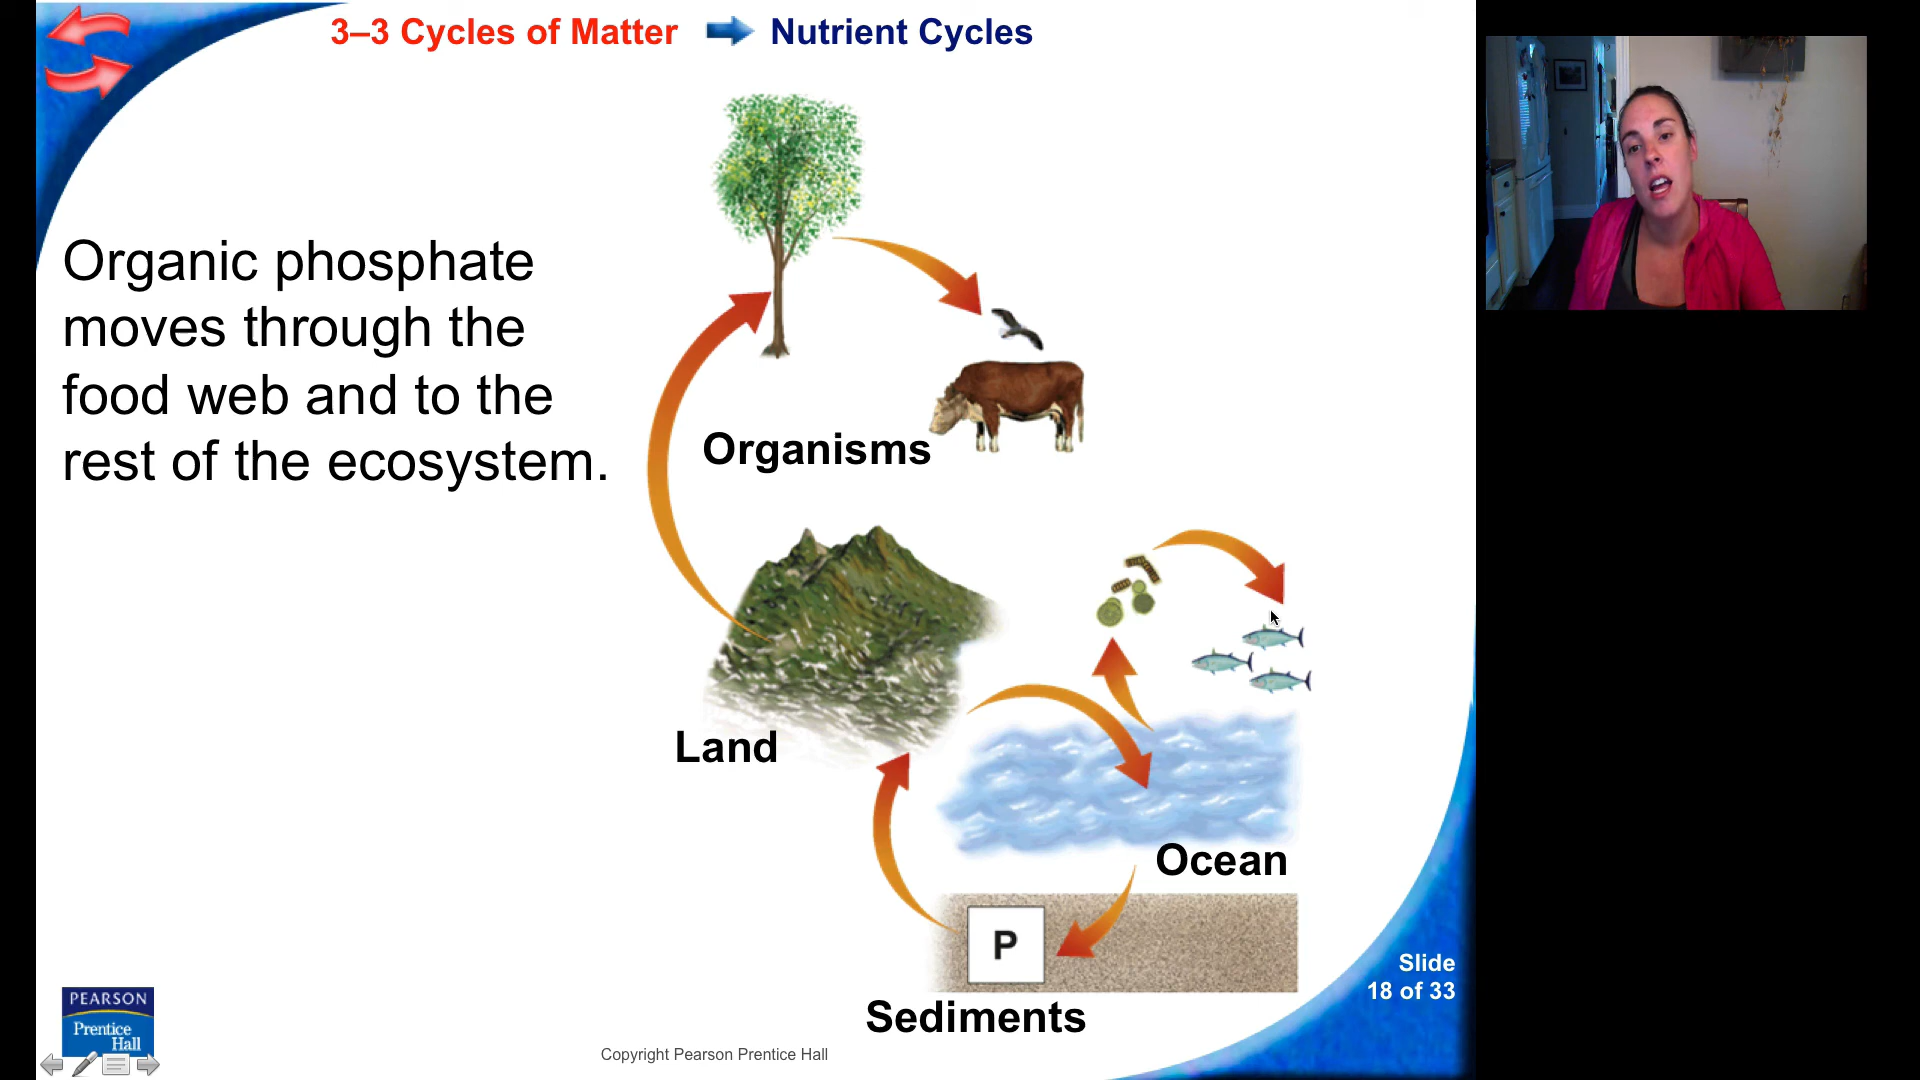 3–3 Cycles of Matter Nutrient Cycles
Organic phosphate
moves through the
food web and to the
rest of the ecosystem.
Organisms
Land
Ocean
P
Sediments
Slide
18 of 33
PEARSON
Prentice
Hall
Copyright Pearson Prentice Hall